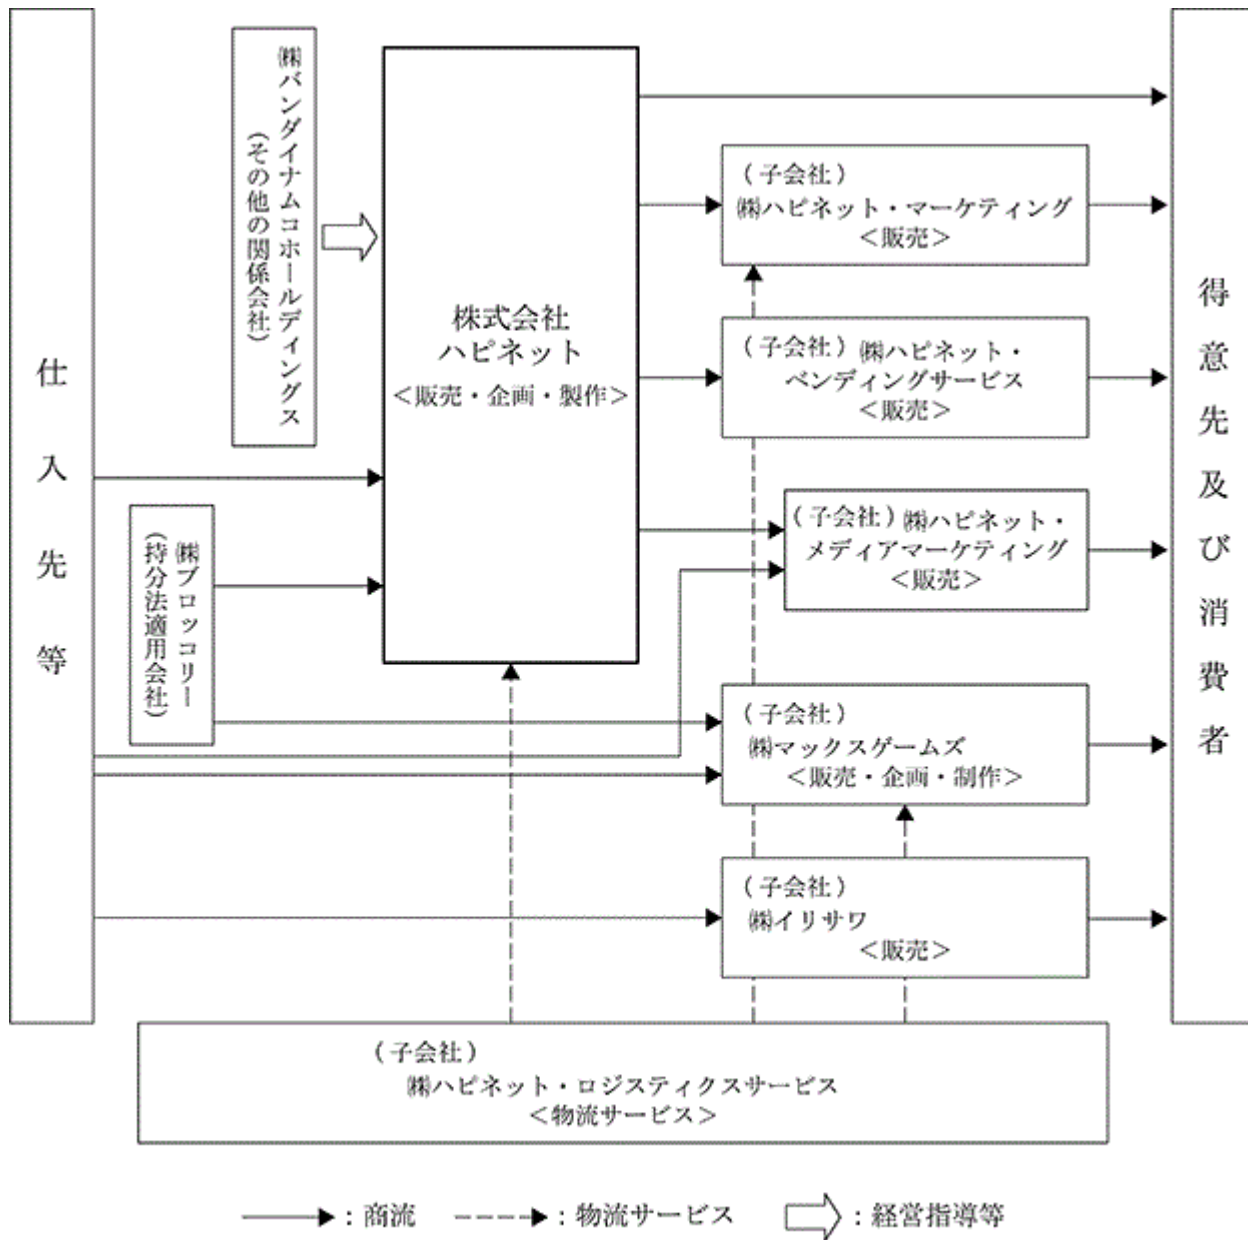 仕入先等
㈱バンダイナムコホールディングス
(その他の関係会社)
株式会社
ハピネット
<販売・企画・製作>
㈱ブロッコリー
(持分法適用会社)
(子会社)
㈱ハピネット・マーケティング
<販売>
(子会社) ㈱ハピネット・
ベンディングサービス
<販売>
(子会社) ㈱ハピネット・
メディアマーケティング
<販売>
(子会社)
㈱マックスゲームズ
<販売・企画・制作>
(子会社)
㈱イリサワ
<販売>
得意先及び消費者
(子会社)
㈱ハピネット・ロジスティクスサービス
<物流サービス>
:商流 :物流サービス :経営指導等